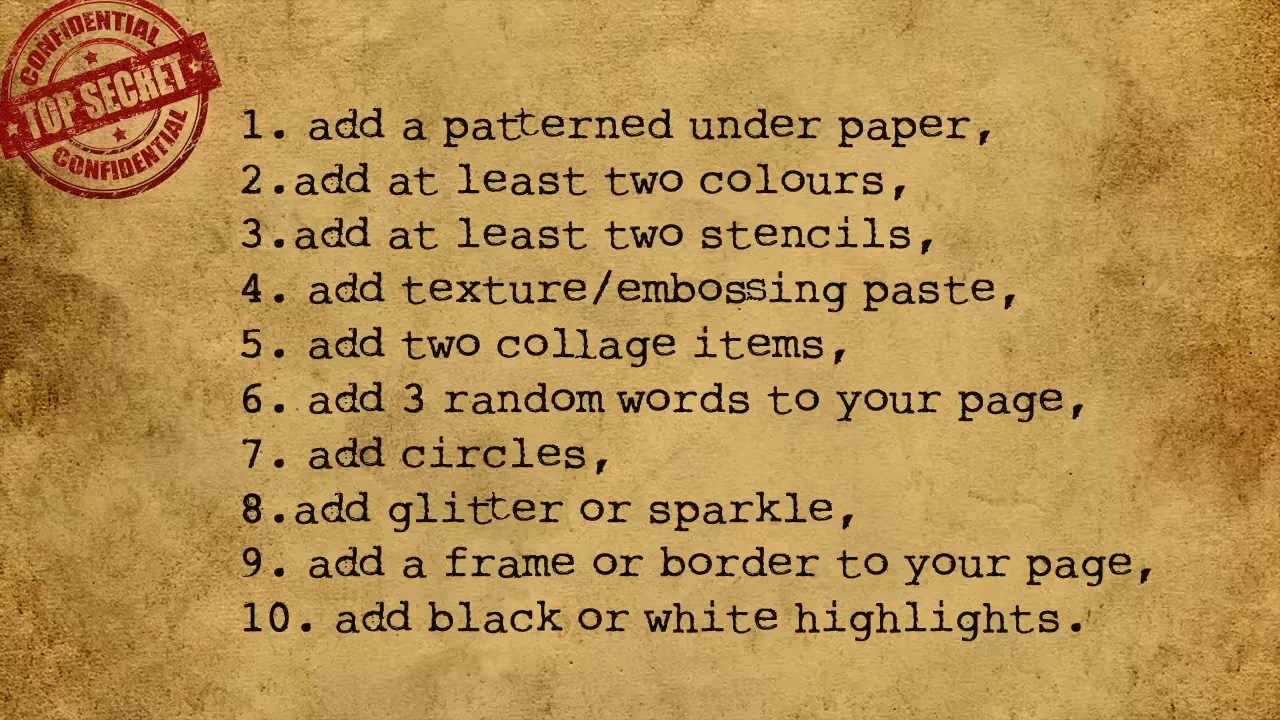 CONFIDENTIAL
TOP SECRET
CONFIDENTIAL
1. add a patterned under paper,
2.add at least two colours,
3.add at least two stencils,
4. add texture/embossing paste,
5. add two collage items,
6. add 3 random words to your page,
7. add circles,
8.add glitter or sparkle,
9. add a frame or border to your page,
10. add black or white highlights.